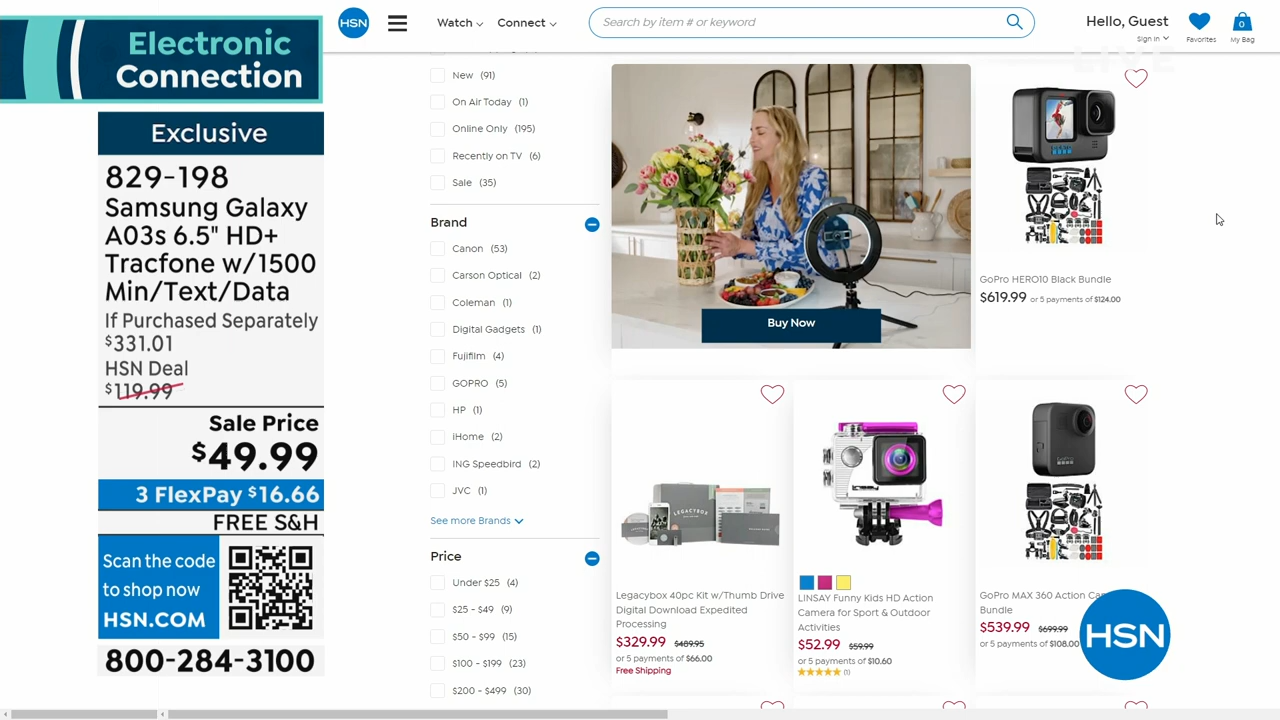 Electronic
Connection
Exclusive
829-198
Samsung Galaxy
A03s 6.5" HD+
Tracfone w/1500
Min/Text/Data
If Purchased Separately
$331.01
HSN Deal
$119.99
Sale Price
$49.99
3 FlexPay $16.66
FREE S&H
Scan the code
to shop now
HSN.COM
800-284-3100
HSN
Watch
Connect
Search by item # or keyword
Hello, Guest
Sign In
Favorites
0
My Bag
LIVE
New (91)
On Air Today (1)
Online Only (195)
Recently on TV (6)
Sale (35)
Brand
Canon (53)
Carson Optical (2)
Coleman (1)
Digital Gadgets (1)
Fujifilm (4)
GOPRO (5)
HP (1)
iHome (2)
ING Speedbird (2)
JVC (1)
See more Brands
Price
Under $25 (4)
$25 - $49 (9)
$50 - $99 (15)
$100 - $199 (23)
$200 - $499 (30)
Buy Now
GoPro HERO10 Black Bundle
$619.99 or 5 payments of $124.00
LEGACYBOX
Legacybox 40pc Kit w/Thumb Drive
Digital Download Expedited
Processing
$329.99 $489.95
or 5 payments of $66.00
Free Shipping
LINSAY Funny Kids HD Action
Camera for Sport & Outdoor
Activities
$52.99 $59.99
or 5 payments of $10.60
(1)
GoPro MAX 360 Action
Bundle
$539.99 $699.99
or 5 payments of $108.00
HSN